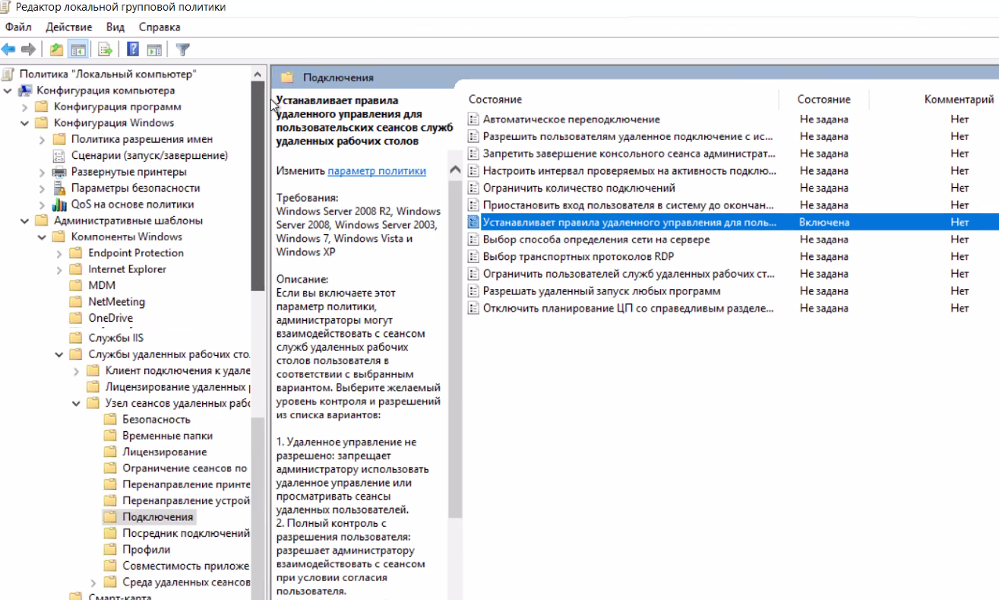 Редактор локальной групповой политики
Файл Действие Вид Справка
Политика "Локальный компьютер"
Конфигурация компьютера
Конфигурация программ
Конфигурация Windows
Политика разрешения имен
Сценарии (запуск/завершение)
Развернутые принтеры
Параметры безопасности
QoS на основе политики
Административные шаблоны
Компоненты Windows
Endpoint Protection
Internet Explorer
MDM
NetMeeting
OneDrive
Службы IIS
Службы удаленных рабочих сто
Клиент подключения к удале
Лицензирование удаленных
Узел сеансов удаленных рабо
Безопасность
Временные папки
Лицензирование
Ограничение сеансов по
Перенаправление принте
Перенаправление устрой
Подключения
Посредник подключений
Профили
Совместимость приложе
Среда удаленных сеансов
Смарт-карта
Подключения
Устанавливает правила
удаленного управления для
пользовательских сеансов служб
удаленных рабочих столов
Изменить параметр политики
Требования:
Windows Server 2008 R2, Windows
Server 2008, Windows Server 2003,
Windows 7, Windows Vista и
Windows XP
Описание:
Если вы включаете этот
параметр политики,
администраторы могут
взаимодействовать с сеансом
служб удаленных рабочих
столов пользователя в
соответствии с выбранным
вариантом. Выберите желаемый
уровень контроля и разрешений
из списка вариантов:
1. Удаленное управление не
разрешено: запрещает
администратору использовать
удаленное управление или
просматривать сеансы
удаленных пользователей.
2. Полный контроль с
разрешения пользователя:
разрешает администратору
взаимодействовать с сеансом
при условии согласия
пользователя.
Состояние Состояние Комментарий
Автоматическое переподключение Не задана Нет
Разрешить пользователям удаленное подключение с ис... Не задана Нет
Запретить завершение консольного сеанса администрат... Не задана Нет
Настроить интервал проверяемых на активность подклю... Не задана Нет
Ограничить количество подключений Не задана Нет
Приостановить вход пользователя в систему до окончан... Не задана Нет
Устанавливает правила удаленного управления для поль... Включена Нет
Выбор способа определения сети на сервере Не задана Нет
Выбор транспортных протоколов RDP Не задана Нет
Ограничить пользователей служб удаленных рабочих ст... Не задана Нет
Разрешать удаленный запуск любых программ Не задана Нет
Отключить планирование ЦП со справедливым разделе... Не задана Нет